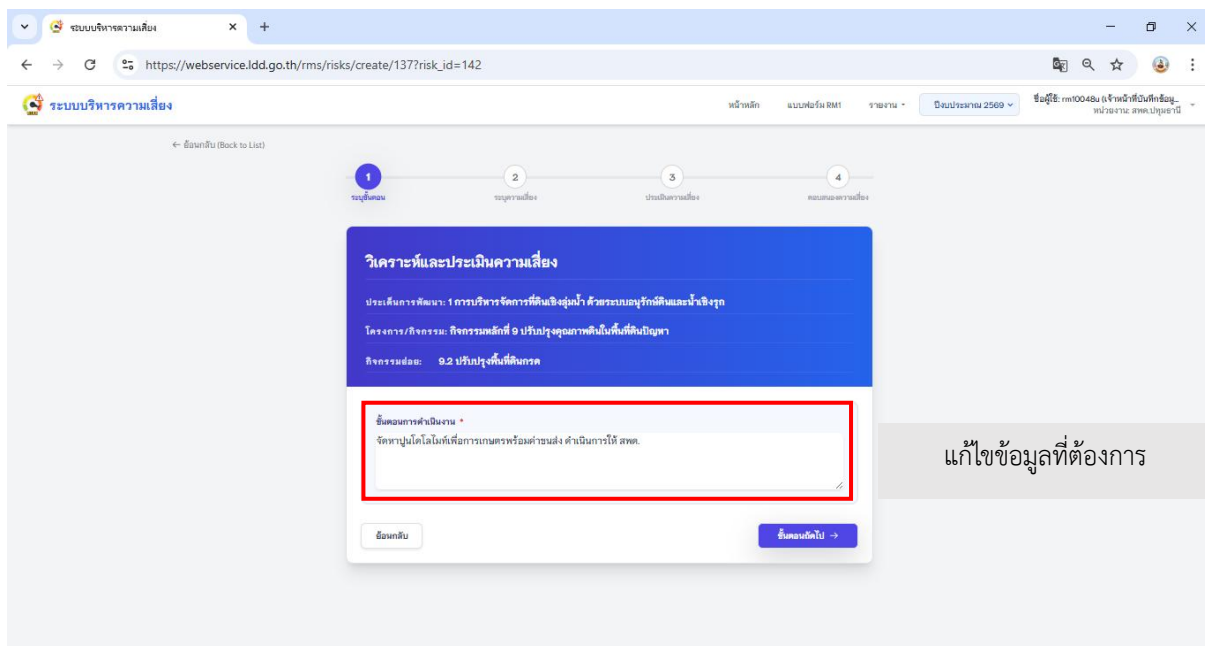 ระบบบริหารความเสี่ยง
https://webservice.ldd.go.th/rms/risks/create/137?risk_id=142
ระบบบริหารความเสี่ยง
หน้าหลัก แบบฟอร์ม RM1 รายงาน ปีงบประมาณ 2569 ชื่อผู้ใช้: rm10048u (เจ้าหน้าที่บันทึกข้อมู...
หน่วยงาน: สพด.ปทุมธานี
← ย้อนกลับ (Back to List)
1 2 3 4
ระบุขั้นตอน ระบุความเสี่ยง ประเมินความเสี่ยง ตอบสนองความเสี่ยง
วิเคราะห์และประเมินความเสี่ยง
ประเด็นการพัฒนา: 1 การบริหารจัดการที่ดินเชิงลุ่มน้ำ ด้วยระบบอนุรักษ์ดินและน้ำเชิงรุก
โครงการ/กิจกรรม: กิจกรรมหลักที่ 9 ปรับปรุงคุณภาพดินในพื้นที่ดินปัญหา
กิจกรรมย่อย: 9.2 ปรับปรุงพื้นที่ดินกรด
ขั้นตอนการดำเนินงาน *
จัดหาปูนโดโลไมท์เพื่อการเกษตรพร้อมค่าขนส่ง ดำเนินการให้ สพด.
แก้ไขข้อมูลที่ต้องการ
ย้อนกลับ ขั้นตอนถัดไป →